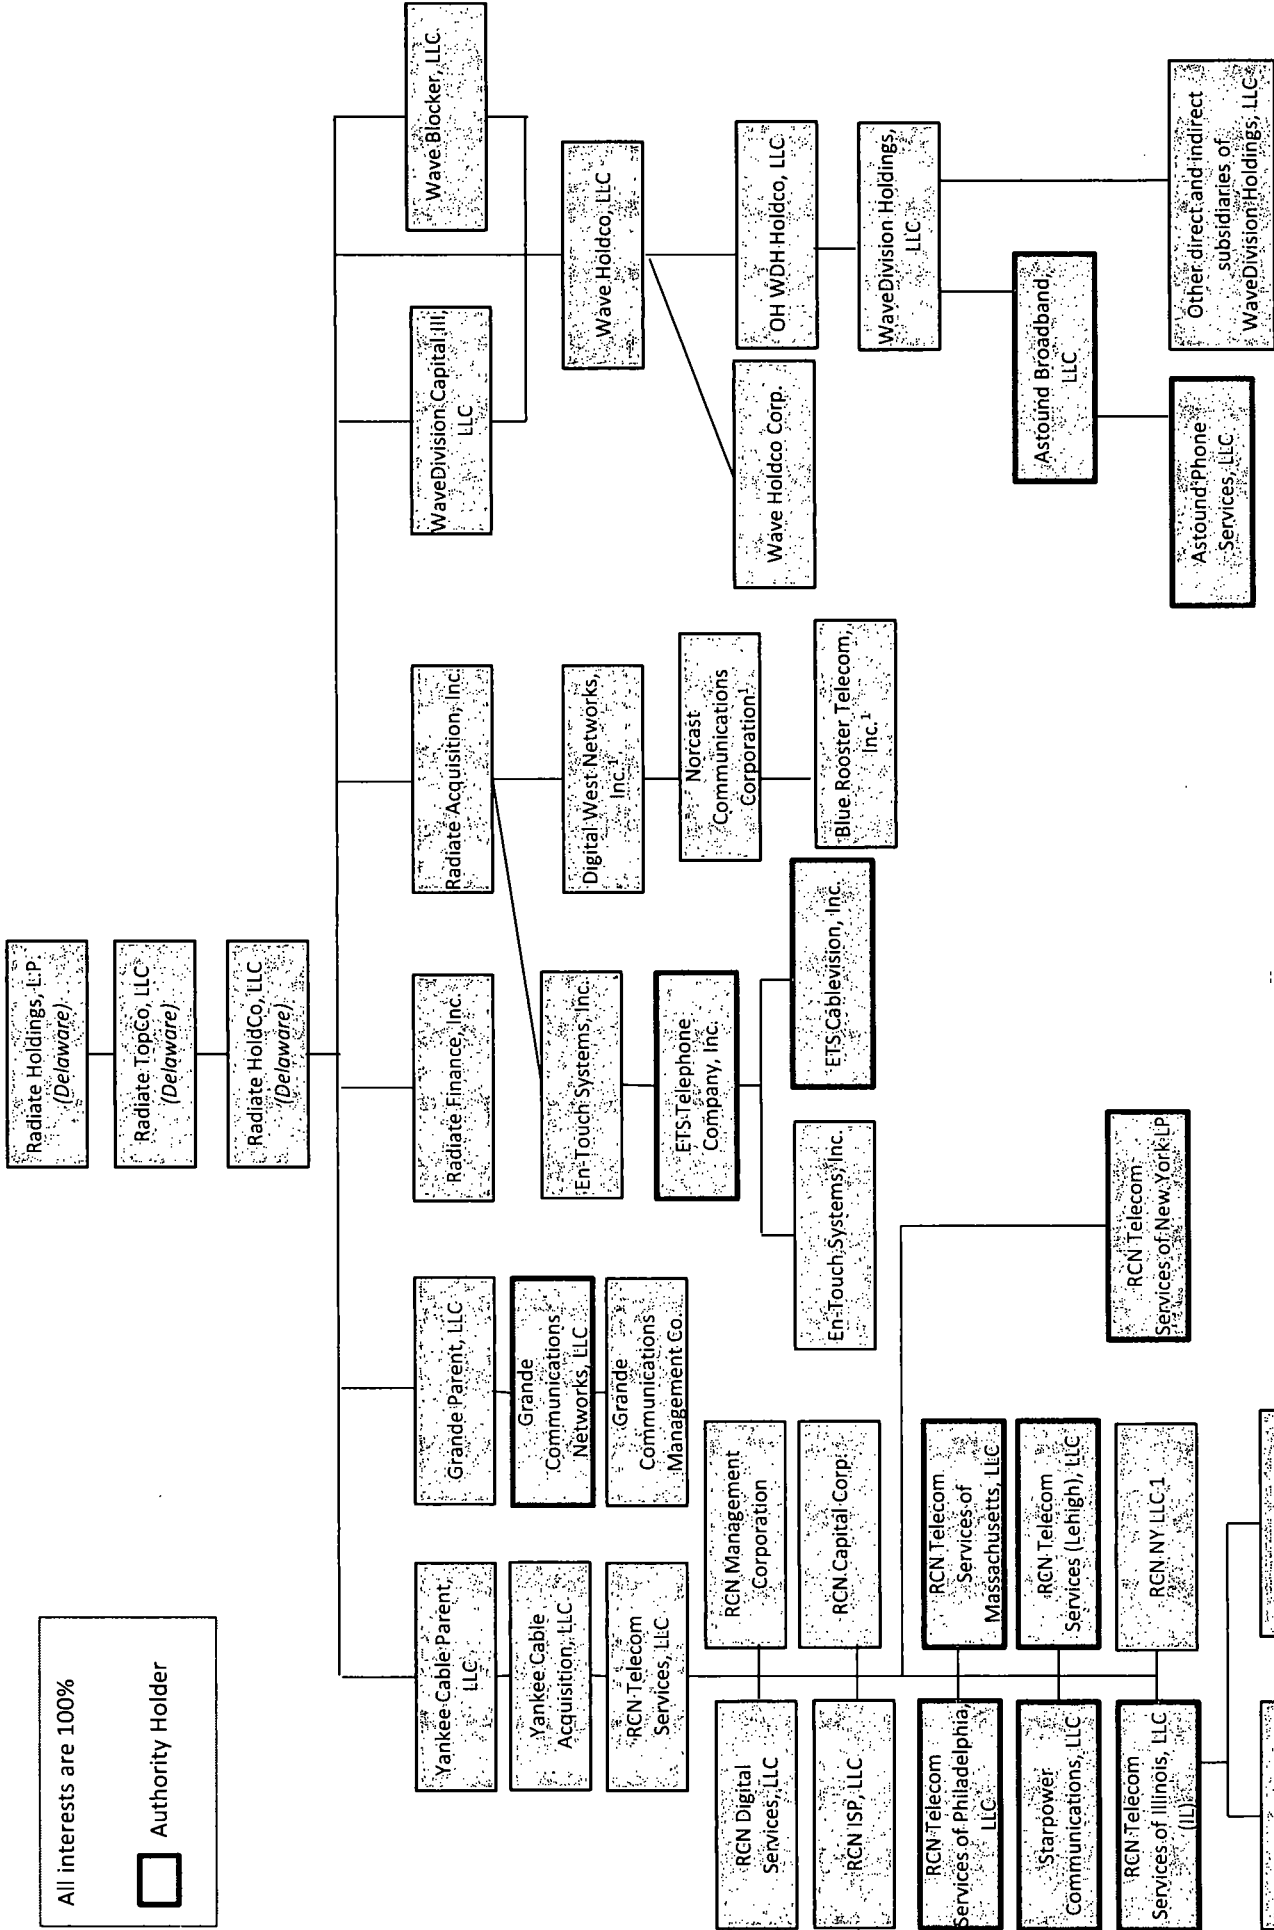 All interests are 100%
Authority Holder
Radiate Holdings, L.P.
(Delaware)
Radiate TopCo, LLC
(Delaware)
Radiate HoldCo, LLC
(Delaware)
Yankee Cable Parent,
LLC
Grande Parent, LLC
Radiate Finance, Inc.
Radiate Acquisition, Inc.
WaveDivision Capital III,
LLC
Wave Blocker, LLC
Yankee Cable
Acquisition, LLC
RCN Telecom
Services, LLC
Grande
Communications
Networks, LLC
Grande
Communications
Management Co.
En-Touch Systems, Inc.
ETS Telephone
Company, Inc.
En-Touch Systems, Inc.
ETS Cablevision, Inc.
Digital West Networks,
Inc.¹
Norcast
Communications
Corporation¹
Blue Rooster Telecom,
Inc.¹
Wave Holdco, LLC
Wave Holdco Corp.
OH WDH Holdco, LLC
WaveDivision Holdings,
LLC
Astound Broadband,
LLC
Astound Phone
Services, LLC
Other direct and indirect
subsidiaries of
WaveDivision Holdings, LLC
RCN Digital
Services, LLC
RCN Management
Corporation
RCN ISP, LLC
RCN Capital Corp.
RCN Telecom
Services of Philadelphia,
LLC
RCN Telecom
Services of
Massachusetts, LLC
Starpower
Communications, LLC
RCN Telecom
Services (Lehigh), LLC
RCN Telecom
Services of Illinois, LLC
(IL)
RCN NY LLC 1
RCN Telecom
Services of New York LP